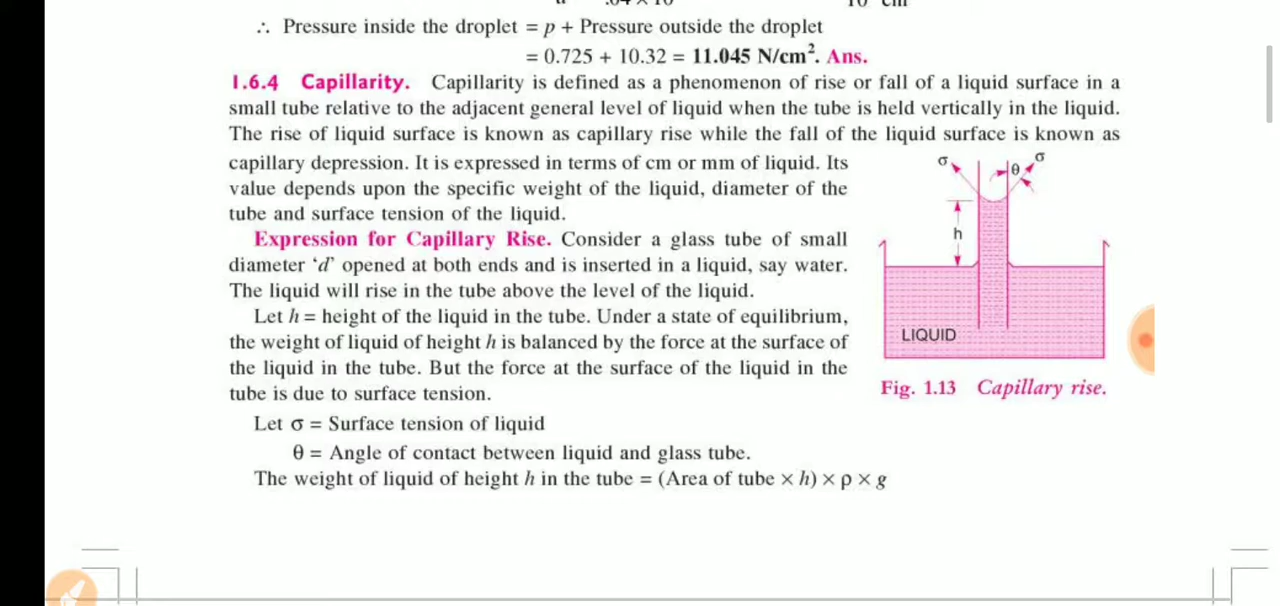 ∴ Pressure inside the droplet = p + Pressure outside the droplet
= 0.725 + 10.32 = 11.045 N/cm². Ans.
1.6.4 Capillarity. Capillarity is defined as a phenomenon of rise or fall of a liquid surface in a
small tube relative to the adjacent general level of liquid when the tube is held vertically in the liquid.
The rise of liquid surface is known as capillary rise while the fall of the liquid surface is known as
capillary depression. It is expressed in terms of cm or mm of liquid. Its
value depends upon the specific weight of the liquid, diameter of the
tube and surface tension of the liquid.
Expression for Capillary Rise. Consider a glass tube of small
diameter ‘d’ opened at both ends and is inserted in a liquid, say water.
The liquid will rise in the tube above the level of the liquid.
Let h = height of the liquid in the tube. Under a state of equilibrium,
the weight of liquid of height h is balanced by the force at the surface of
the liquid in the tube. But the force at the surface of the liquid in the
tube is due to surface tension.
Let σ = Surface tension of liquid
θ = Angle of contact between liquid and glass tube.
The weight of liquid of height h in the tube = (Area of tube × h) × ρ × g
σ
θ
σ
h
LIQUID
Fig. 1.13 Capillary rise.